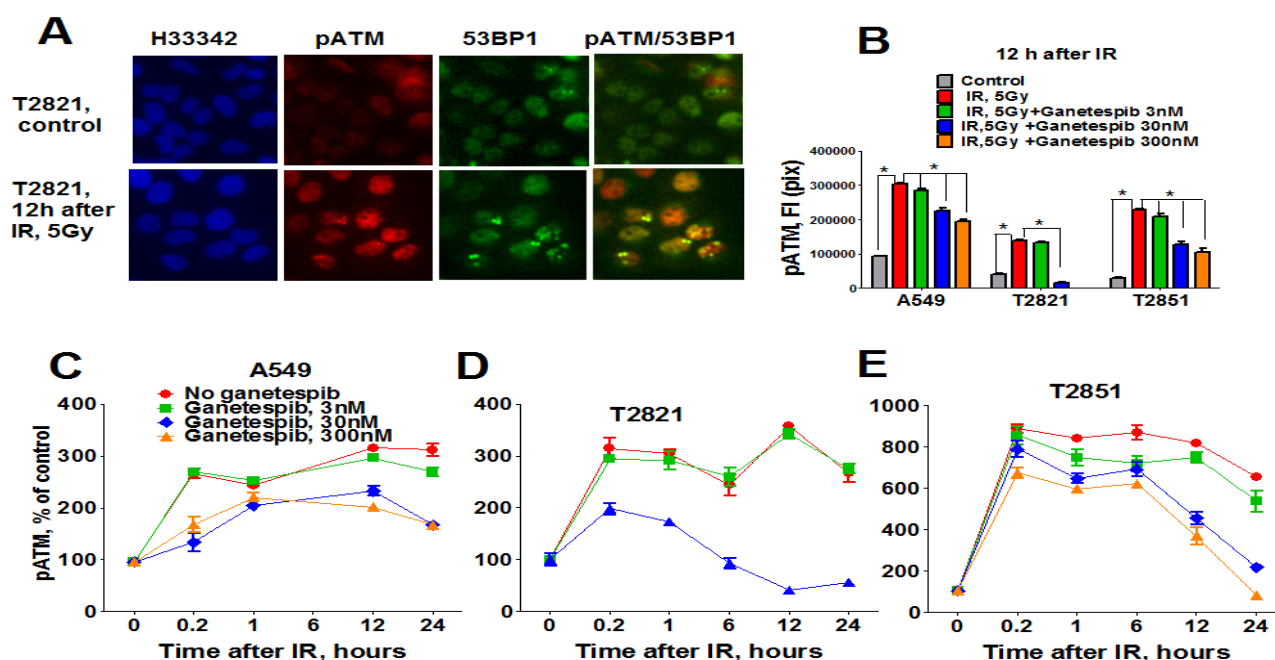 A
H33342 pATM 53BP1 pATM/53BP1
T2821,
control
T2821,
12h after
IR, 5Gy
B
12 h after IR
Control
IR, 5Gy
IR, 5Gy+Ganetespib 3nM
IR,5Gy +Ganetespib 30nM
IR,5Gy +Ganetespib 300nM
pATM, FI (pix)
400000
300000
200000
100000
0
* * * * * *
A549 T2821 T2851
C
A549
No ganetespib
Ganetespib, 3nM
Ganetespib, 30nM
Ganetespib, 300nM
pATM, % of control
400
300
200
100
0
0 0.2 1 6 12 24
Time after IR, hours
D
T2821
400
300
200
100
0
0 0.2 1 6 12 24
Time after IR, hours
E
T2851
1000
800
600
400
200
0
0 0.2 1 6 12 24
Time after IR, hours